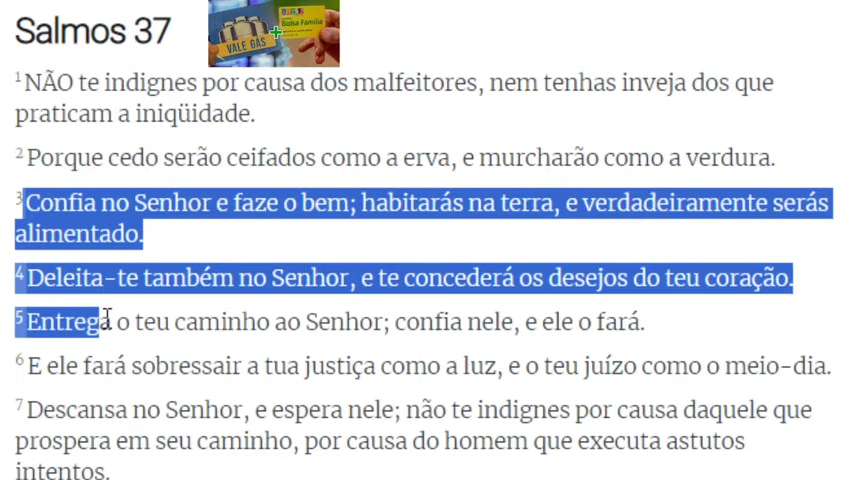 Salmos 37
VALE GÁS
Bolsa Família
1 NÃO te indignes por causa dos malfeitores, nem tenhas inveja dos que
praticam a iniqüidade.
2 Porque cedo serão ceifados como a erva, e murcharão como a verdura.
3 Confia no Senhor e faze o bem; habitarás na terra, e verdadeiramente serás
alimentado.
4 Deleita-te também no Senhor, e te concederá os desejos do teu coração.
5 Entrega o teu caminho ao Senhor; confia nele, e ele o fará.
6 E ele fará sobressair a tua justiça como a luz, e o teu juízo como o meio-dia.
7 Descansa no Senhor, e espera nele; não te indignes por causa daquele que
prospera em seu caminho, por causa do homem que executa astutos
intentos.